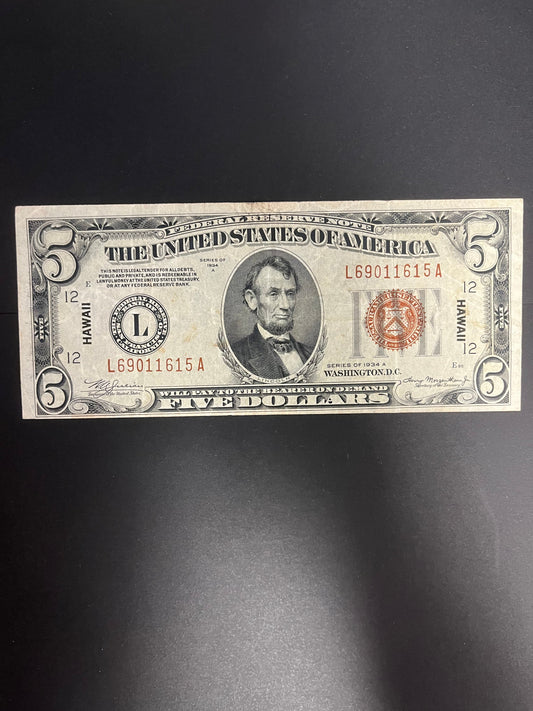 FEDERAL RESERVE NOTE
THE UNITED STATES OF AMERICA
5
5
THIS NOTE IS LEGAL TENDER FOR ALL DEBTS,
PUBLIC AND PRIVATE, AND IS REDEEMABLE IN
LAWFUL MONEY AT THE UNITED STATES TREASURY,
OR AT ANY FEDERAL RESERVE BANK.
SERIES OF
1934
A
L69011615 A
E
12
12
HAWAII
L
HAWAII
FIVE
12
12
L69011615 A
SERIES OF 1934 A
WASHINGTON, D.C.
E
5
5
WILL PAY TO THE BEARER ON DEMAND
FIVE DOLLARS